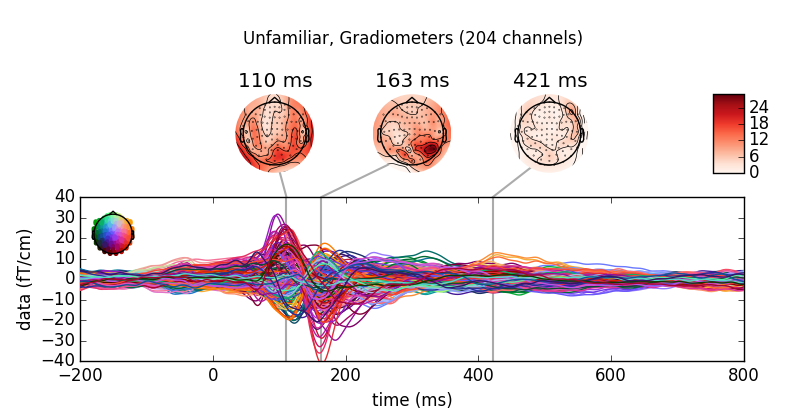 Unfamiliar, Gradiometers (204 channels)
110 ms 163 ms 421 ms
24
18
12
6
0
40
30
20
10
0
−10
−20
−30
−40
data (fT/cm)
−200 0 200 400 600 800
time (ms)